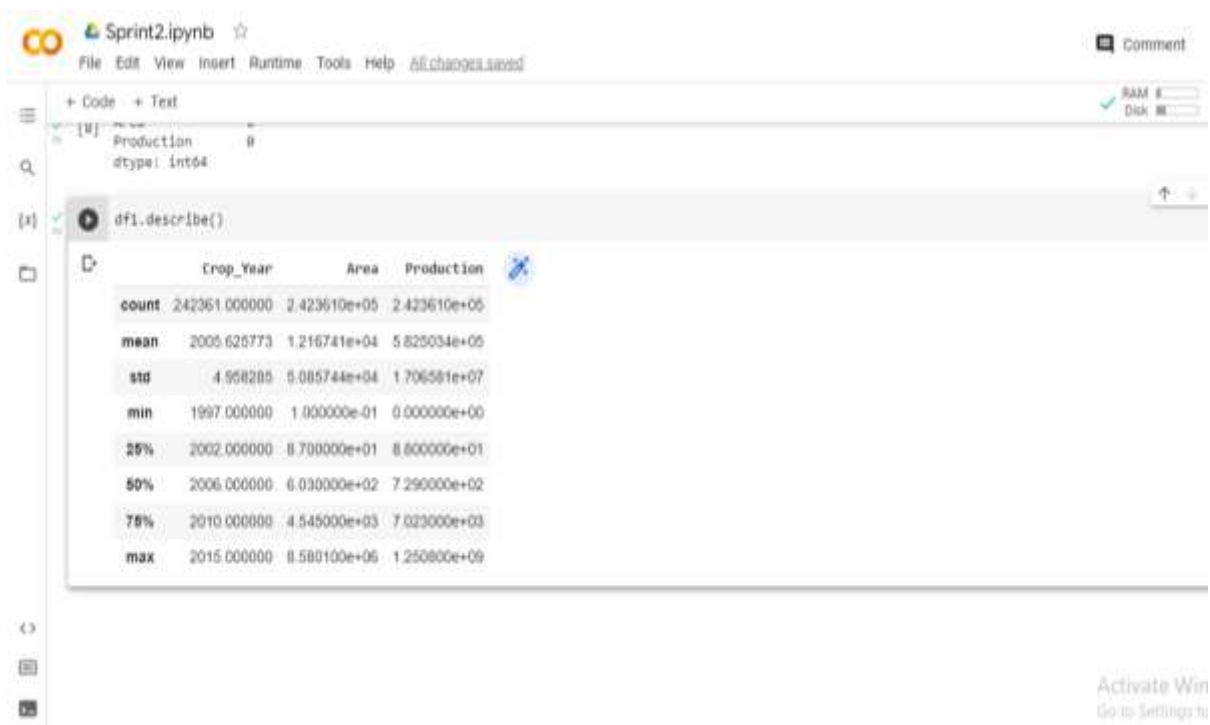 Sprint2.ipynb
Comment
File Edit View Insert Runtime Tools Help All changes saved
+ Code + Text
RAM
Disk
Production 0
dtype: int64
df1.describe()
Crop_Year Area Production
count 242361.000000 2.423610e+05 2.423610e+05
mean 2005.625773 1.216741e+04 5.825034e+05
std 4.958285 5.085744e+04 1.706581e+07
min 1997.000000 1.000000e-01 0.000000e+00
25% 2002.000000 8.700000e+01 8.800000e+01
50% 2006.000000 6.030000e+02 7.290000e+02
75% 2010.000000 4.545000e+03 7.023000e+03
max 2015.000000 8.580100e+06 1.250800e+09
Activate Win
Go to Settings to